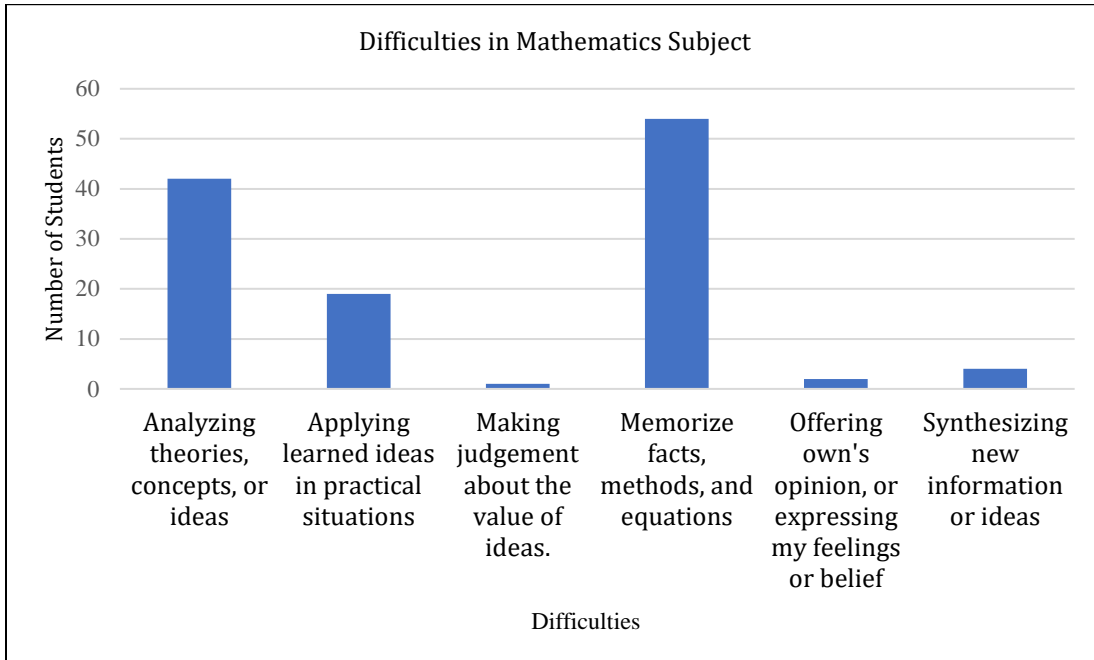 Difficulties in Mathematics Subject
Number of Students
60
50
40
30
20
10
0
Analyzing
theories,
concepts, or
ideas
Applying
learned ideas
in practical
situations
Making
judgement
about the
value of
ideas.
Memorize
facts,
methods, and
equations
Offering
own's
opinion, or
expressing
my feelings
or belief
Synthesizing
new
information
or ideas
Difficulties